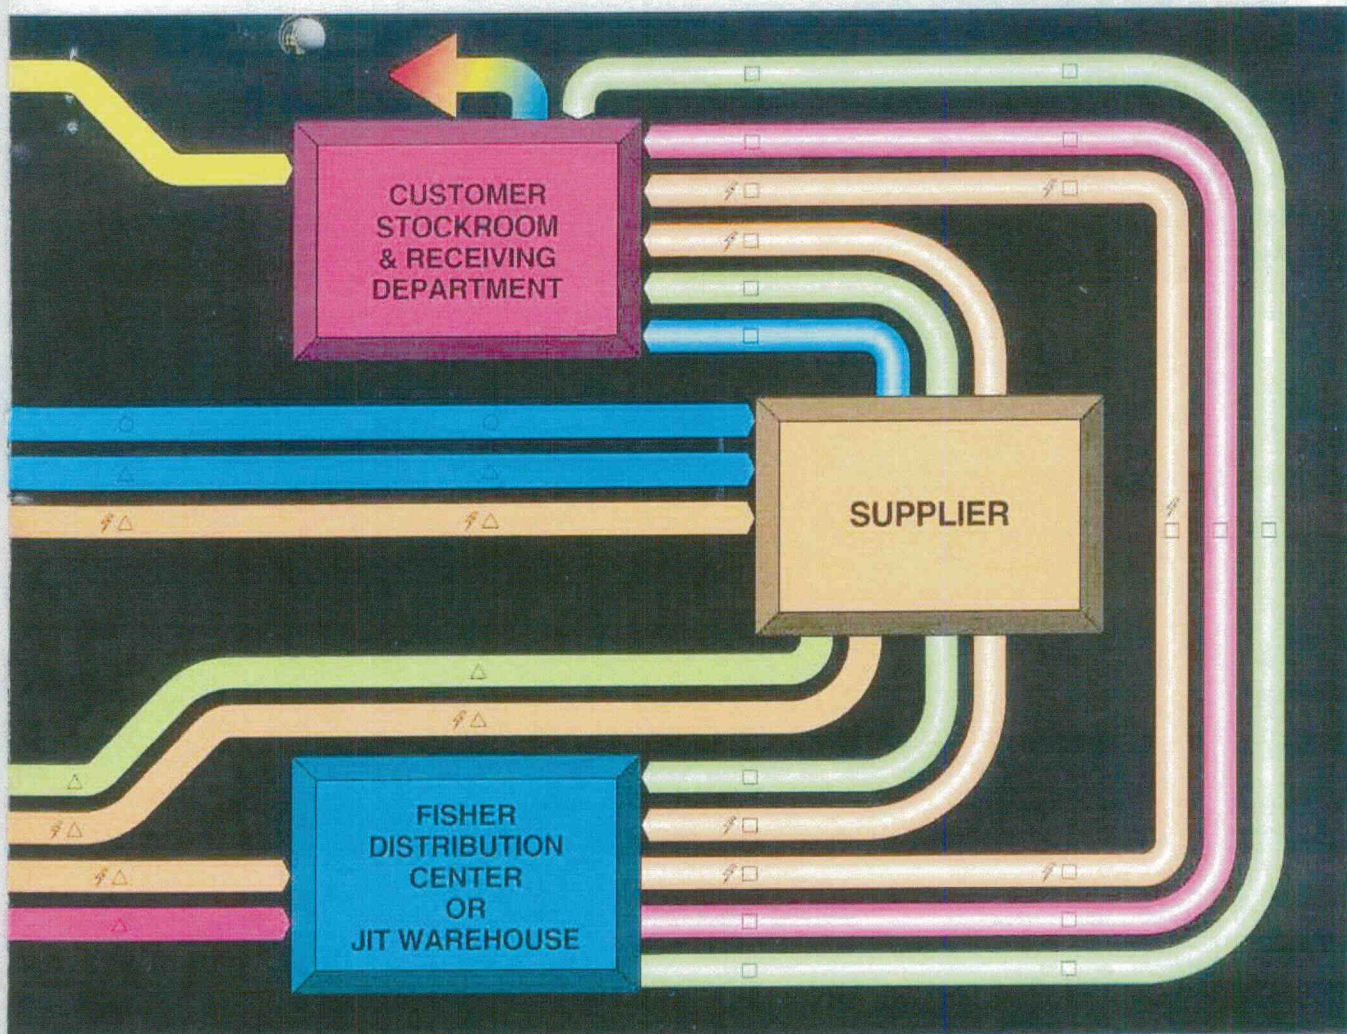 CUSTOMER
STOCKROOM
& RECEIVING
DEPARTMENT
SUPPLIER
FISHER
DISTRIBUTION
CENTER
OR
JIT WAREHOUSE